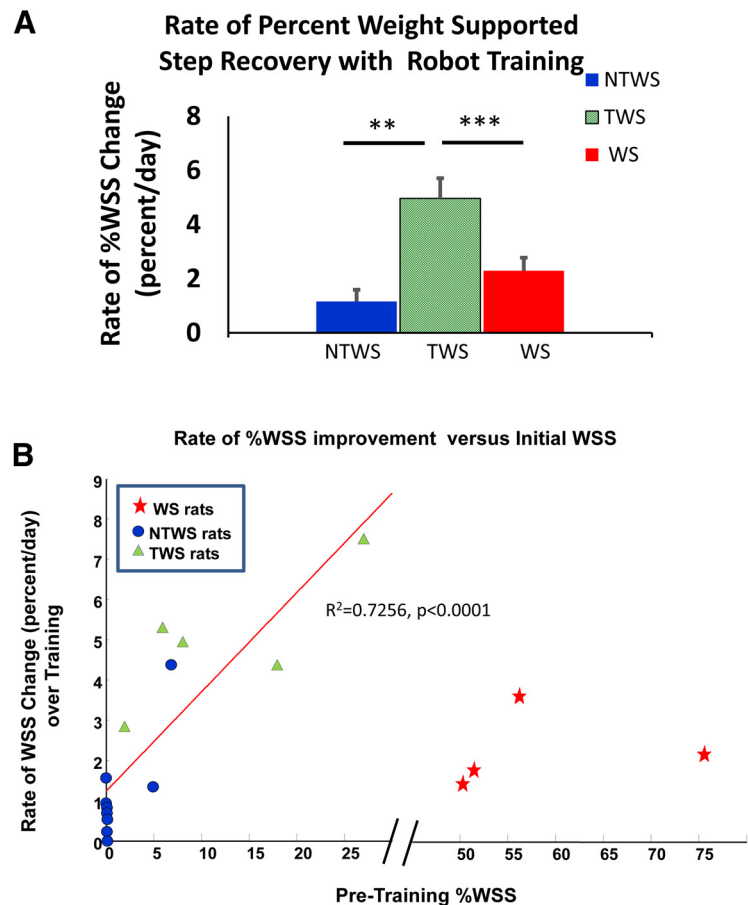 A
Rate of Percent Weight Supported
Step Recovery with Robot Training
NTWS
TWS
WS
Rate of %WSS Change
(percent/day)
8
6
4
2
0
**
***
NTWS TWS WS
B
Rate of %WSS improvement versus Initial WSS
WS rats
NTWS rats
TWS rats
R²=0.7256, p<0.0001
Rate of WSS Change (percent/day)
over Training
9
8
7
6
5
4
3
2
1
0
0 5 10 15 20 25 50 55 60 65 70 75
Pre-Training %WSS